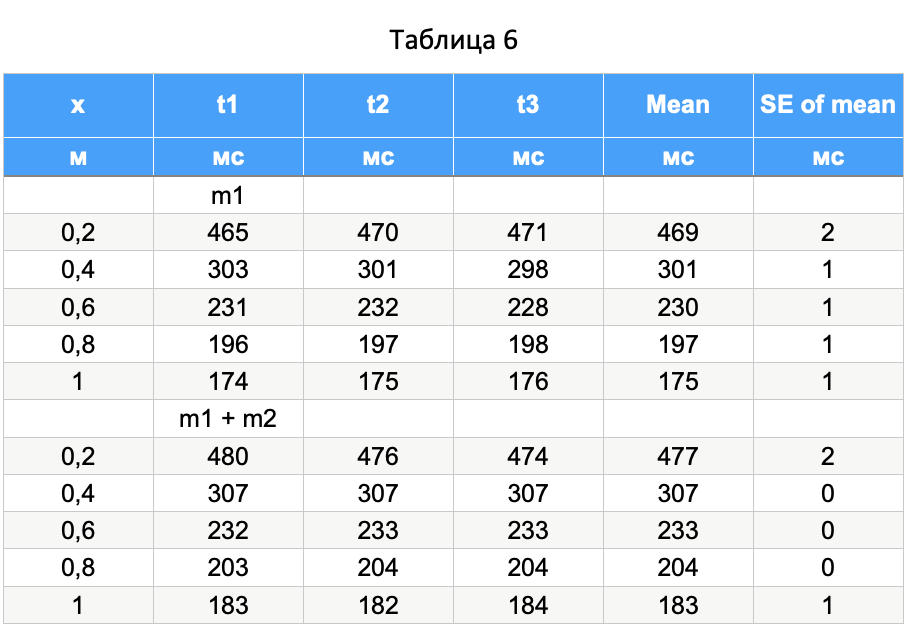 Таблица 6
x t1 t2 t3 Mean SE of mean
м мс мс мс мс мс
m1
0,2 465 470 471 469 2
0,4 303 301 298 301 1
0,6 231 232 228 230 1
0,8 196 197 198 197 1
1 174 175 176 175 1
m1 + m2
0,2 480 476 474 477 2
0,4 307 307 307 307 0
0,6 232 233 233 233 0
0,8 203 204 204 204 0
1 183 182 184 183 1